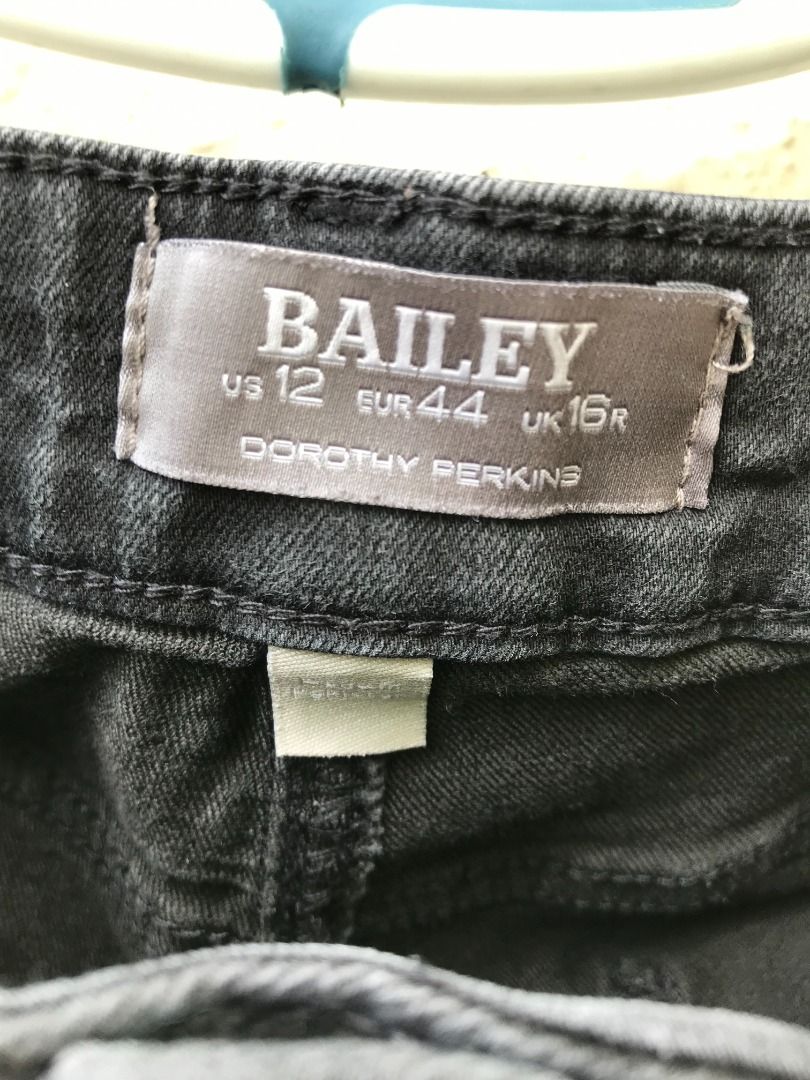 BAILEY
US 12 EUR 44 UK 16R
DOROTHY PERKINS